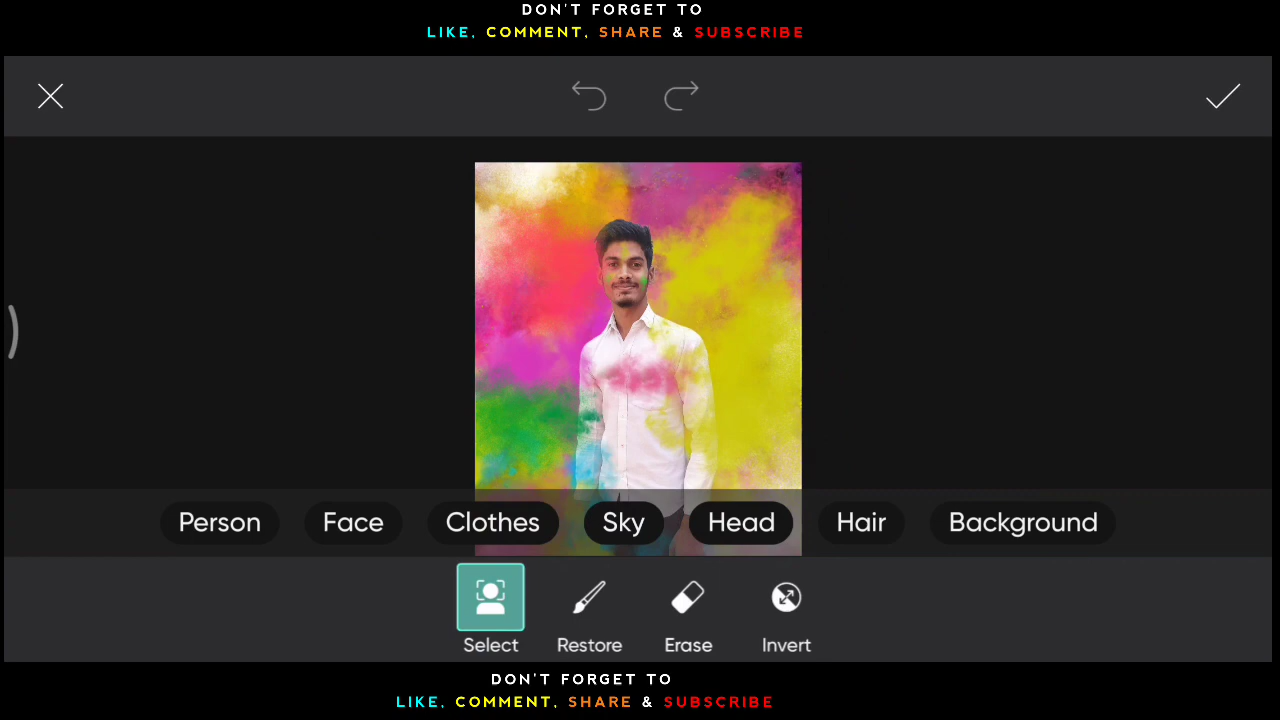 DON'T FORGET TO
LIKE, COMMENT, SHARE & SUBSCRIBE
Person Face Clothes Sky Head Hair Background
Select Restore Erase Invert
DON'T FORGET TO
LIKE, COMMENT, SHARE & SUBSCRIBE